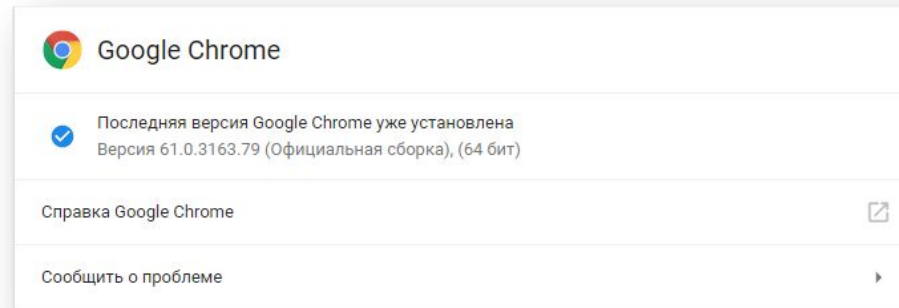 Google Chrome
Последняя версия Google Chrome уже установлена
Версия 61.0.3163.79 (Официальная сборка), (64 бит)
Справка Google Chrome
Сообщить о проблеме